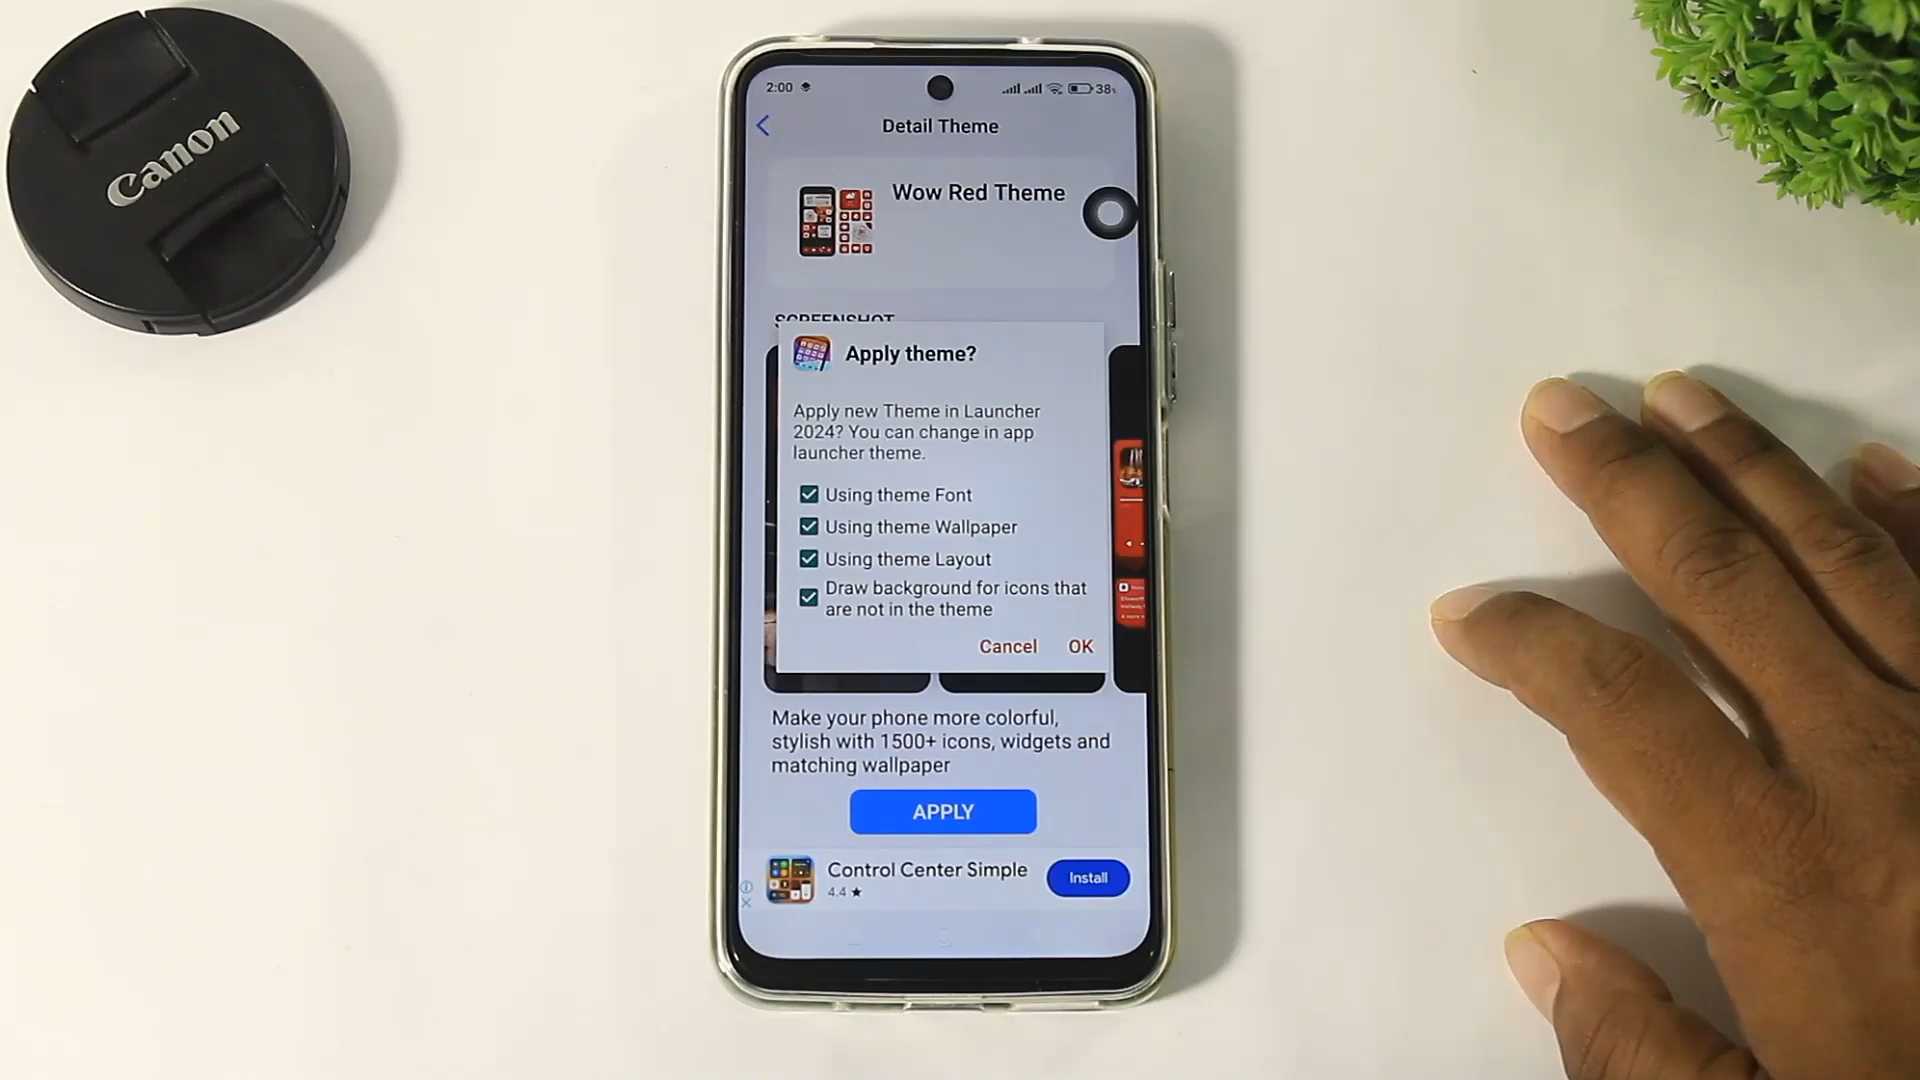 Canon
2:00
38%
Detail Theme
Wow Red Theme
SCREENSHOT
Apply theme?
Apply new Theme in Launcher
2024? You can change in app
launcher theme.
Using theme Font
Using theme Wallpaper
Using theme Layout
Draw background for icons that
are not in the theme
Cancel OK
Make your phone more colorful,
stylish with 1500+ icons, widgets and
matching wallpaper
APPLY
Control Center Simple
4.4 ★
Install